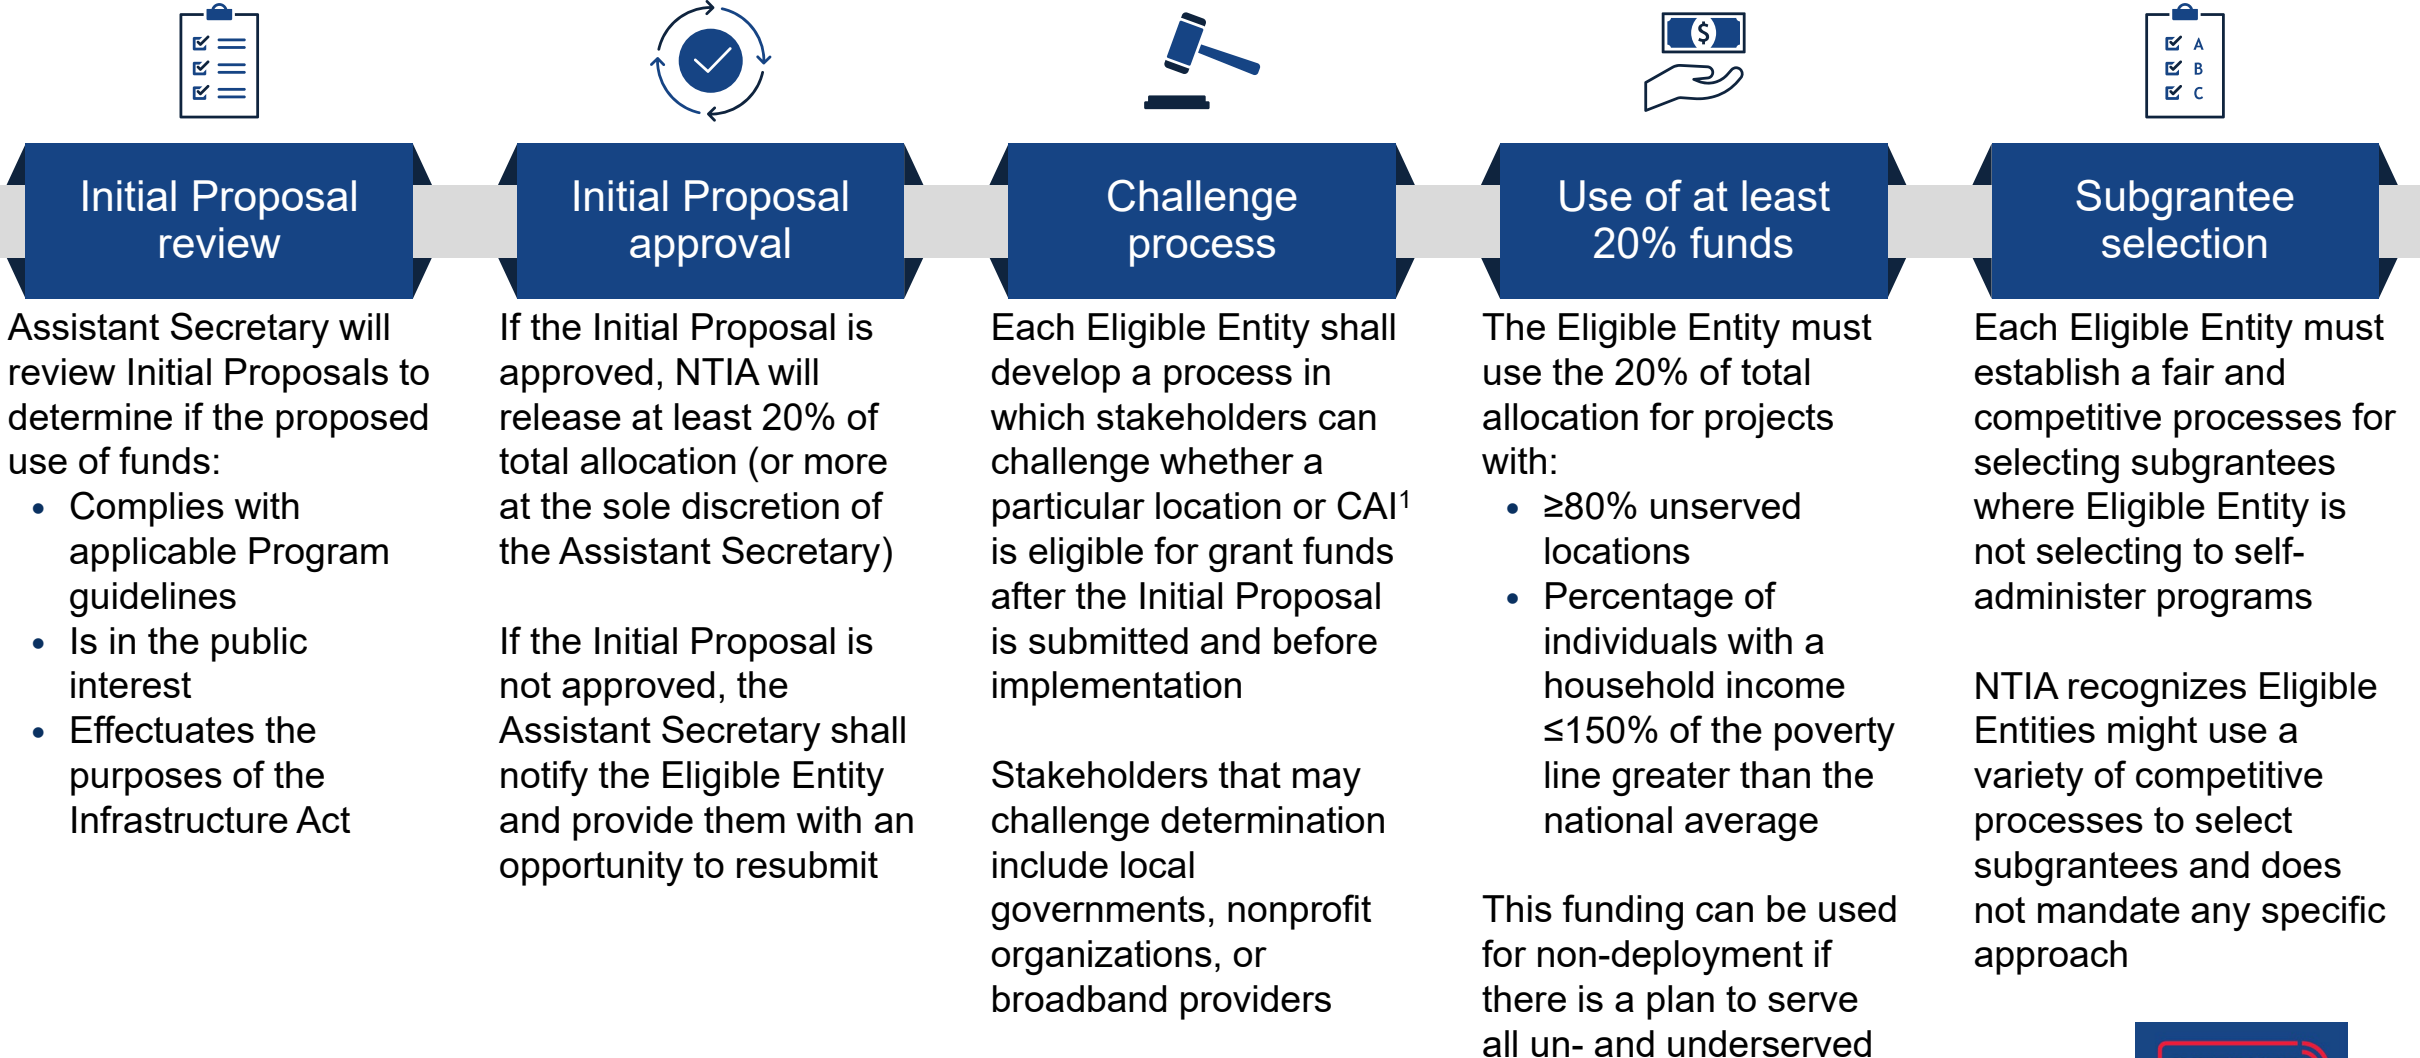 A
B
C
Initial Proposal
review
Assistant Secretary will
review Initial Proposals to
determine if the proposed
use of funds:
• Complies with
applicable Program
guidelines
• Is in the public
interest
• Effectuates the
purposes of the
Infrastructure Act
Initial Proposal
approval
If the Initial Proposal is
approved, NTIA will
release at least 20% of
total allocation (or more
at the sole discretion of
the Assistant Secretary)
If the Initial Proposal is
not approved, the
Assistant Secretary shall
notify the Eligible Entity
and provide them with an
opportunity to resubmit
Challenge
process
Each Eligible Entity shall
develop a process in
which stakeholders can
challenge whether a
particular location or CAI¹
is eligible for grant funds
after the Initial Proposal
is submitted and before
implementation
Stakeholders that may
challenge determination
include local
governments, nonprofit
organizations, or
broadband providers
$
Use of at least
20% funds
The Eligible Entity must
use the 20% of total
allocation for projects
with:
• ≥80% unserved
locations
• Percentage of
individuals with a
household income
≤150% of the poverty
line greater than the
national average
This funding can be used
for non-deployment if
there is a plan to serve
all un- and underserved
Subgrantee
selection
Each Eligible Entity must
establish a fair and
competitive processes for
selecting subgrantees
where Eligible Entity is
not selecting to self-
administer programs
NTIA recognizes Eligible
Entities might use a
variety of competitive
processes to select
subgrantees and does
not mandate any specific
approach